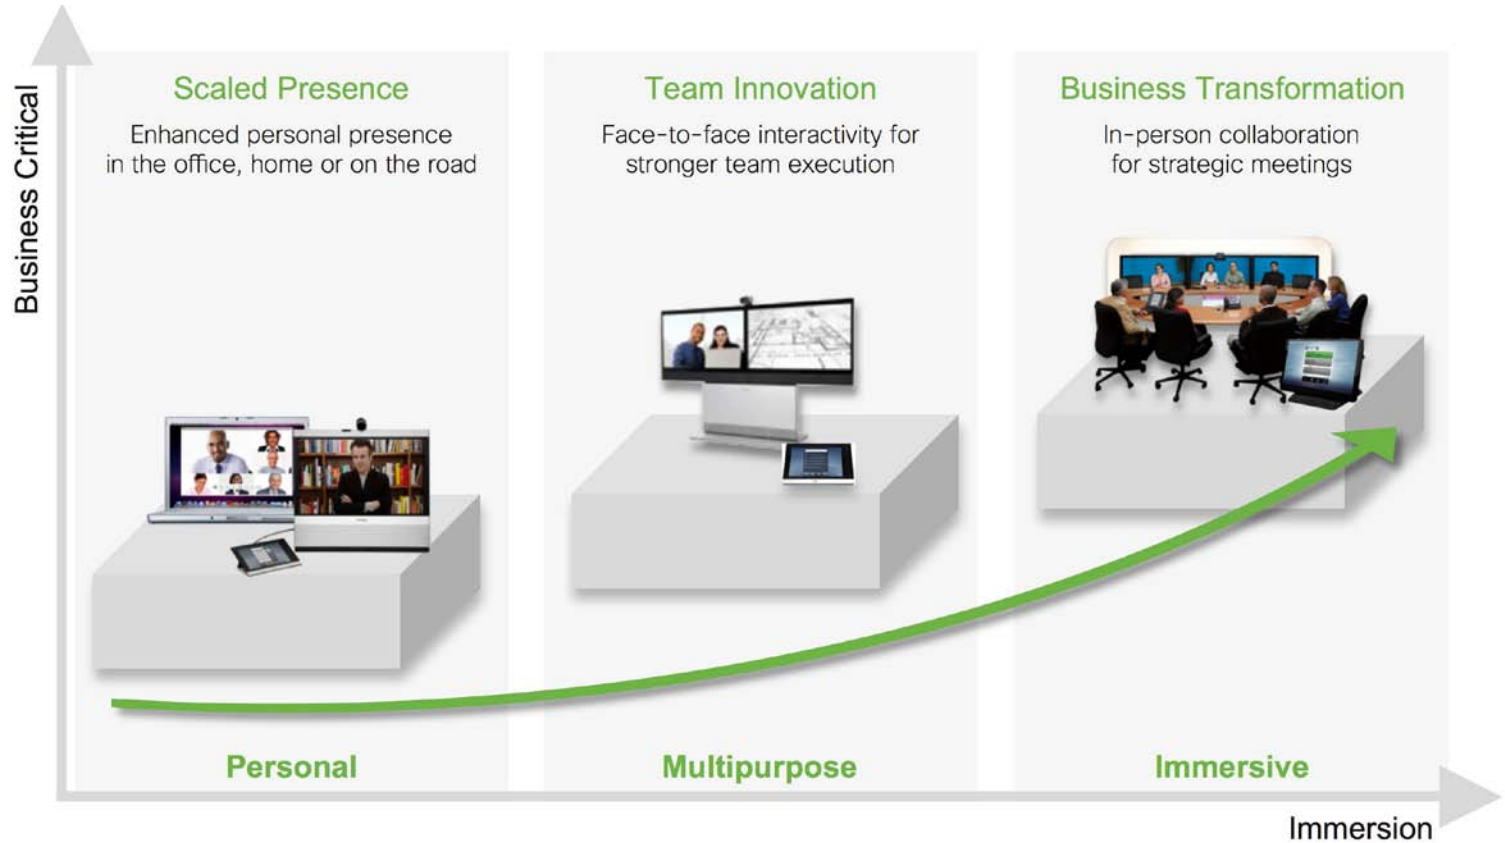 Business Critical
Scaled Presence
Enhanced personal presence
in the office, home or on the road
Personal
Team Innovation
Face-to-face interactivity for
stronger team execution
Multipurpose
Business Transformation
In-person collaboration
for strategic meetings
Immersive
Immersion